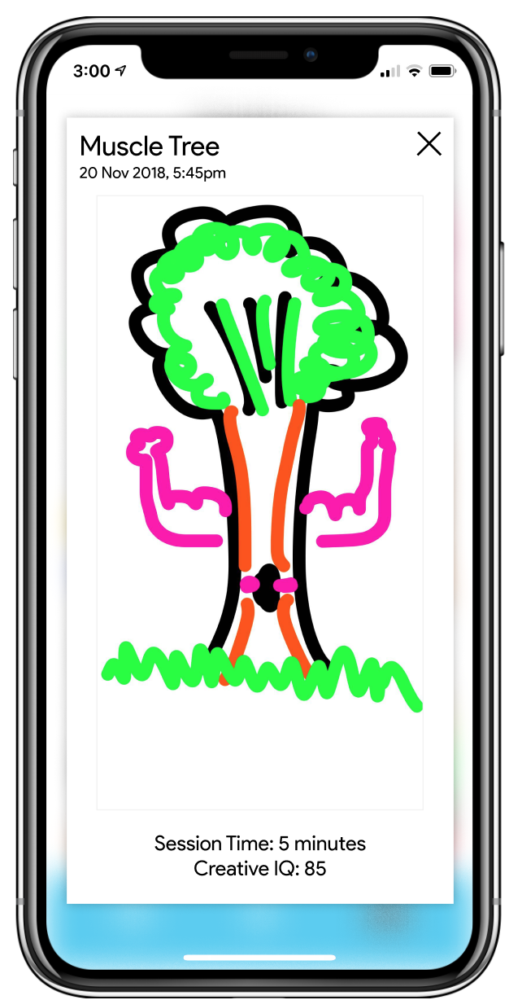 3:00
Muscle Tree
20 Nov 2018, 5:45pm
Session Time: 5 minutes
Creative IQ: 85